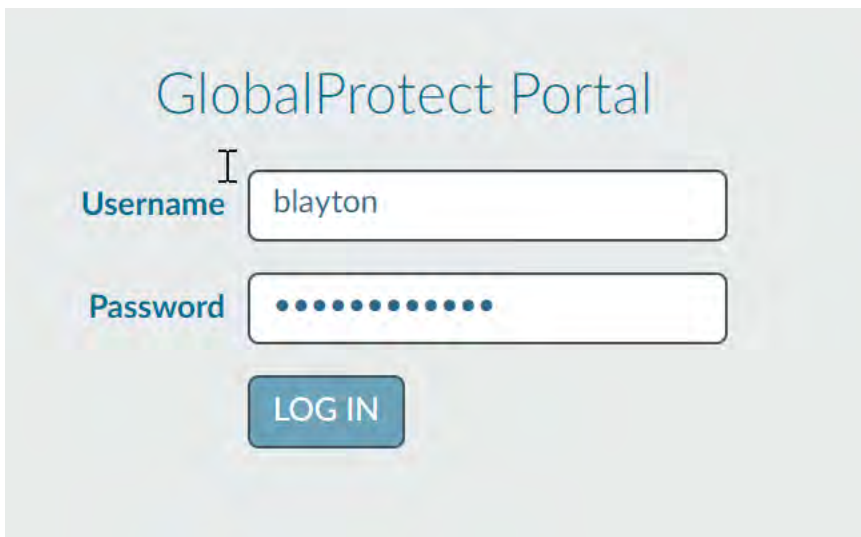 GlobalProtect Portal
Username blayton
Password ••••••••••••
LOG IN